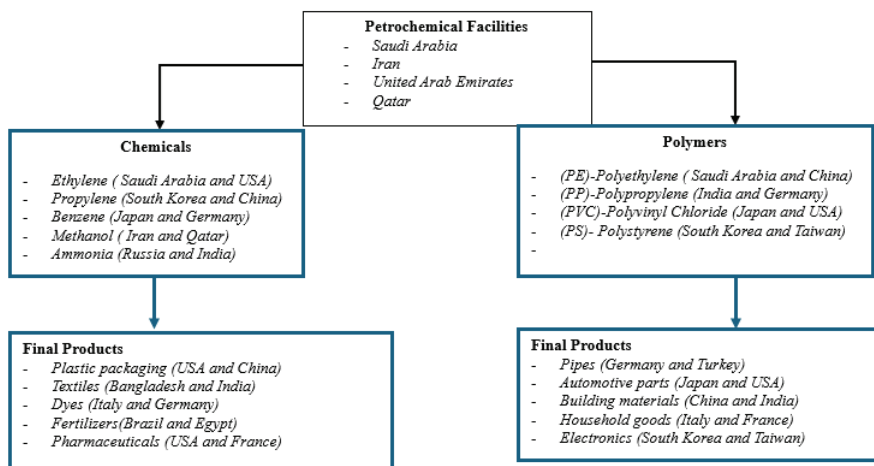 Petrochemical Facilities
- Saudi Arabia
- Iran
- United Arab Emirates
- Qatar
Chemicals
- Ethylene ( Saudi Arabia and USA)
- Propylene (South Korea and China)
- Benzene (Japan and Germany)
- Methanol ( Iran and Qatar)
- Ammonia (Russia and India)
Polymers
- (PE)-Polyethylene ( Saudi Arabia and China)
- (PP)-Polypropylene (India and Germany)
- (PVC)-Polyvinyl Chloride (Japan and USA)
- (PS)- Polystyrene (South Korea and Taiwan)
-
Final Products
- Plastic packaging (USA and China)
- Textiles (Bangladesh and India)
- Dyes (Italy and Germany)
- Fertilizers(Brazil and Egypt)
- Pharmaceuticals (USA and France)
Final Products
- Pipes (Germany and Turkey)
- Automotive parts (Japan and USA)
- Building materials (China and India)
- Household goods (Italy and France)
- Electronics (South Korea and Taiwan)